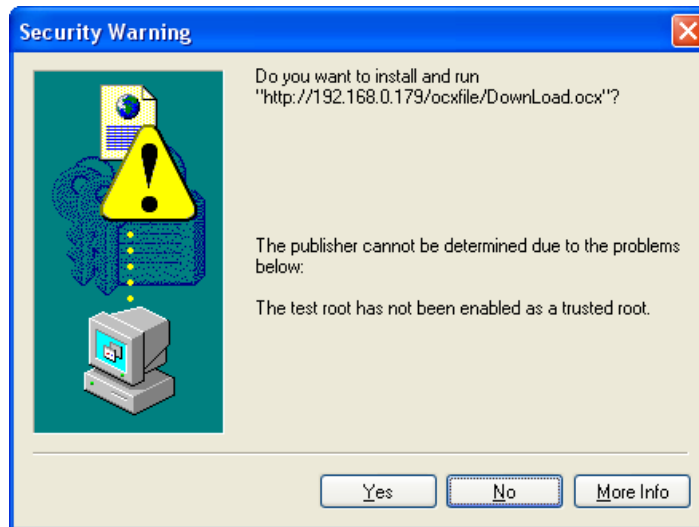 Security Warning
Do you want to install and run
"http://192.168.0.179/ocxfile/DownLoad.ocx"?
The publisher cannot be determined due to the problems
below:
The test root has not been enabled as a trusted root.
Yes
No
More Info